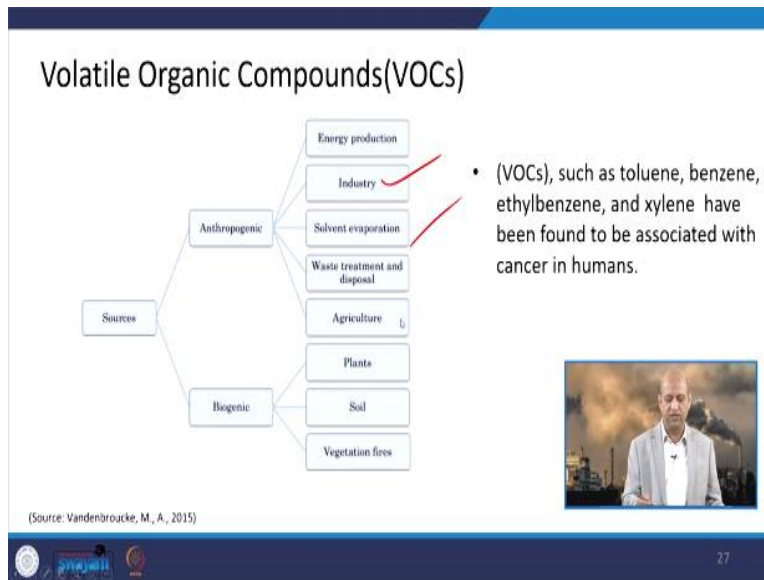 Volatile Organic Compounds(VOCs)
Energy production
Industry
Anthropogenic
Solvent evaporation
Waste treatment and
disposal
Sources
Agriculture
Plants
Biogenic
Soil
Vegetation fires
• (VOCs), such as toluene, benzene,
ethylbenzene, and xylene have
been found to be associated with
cancer in humans.
(Source: Vandenbroucke, M., A., 2015)
swayam
27